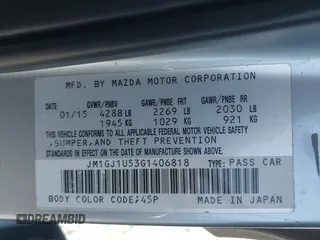 MFD. BY MAZDA MOTOR CORPORATION
GVWR/PNBV GAWR/PNBE FRT GAWR/PNBE RR
01/15 4288 LB 2269 LB 2030 LB
1945 KG 1029 KG 921 KG
THIS VEHICLE CONFORMS TO ALL APPLICABLE
FEDERAL MOTOR VEHICLE SAFETY
,BUMPER,AND THEFT PREVENTION
STANDARDS IN EFFECT ON THE DATE OF
MANUFACTURE SHOWN ABOVE.
JM1GJ1U53G1406818 TYPE: PASS CAR
BODY COLOR CODE:45P MADE IN JAPAN